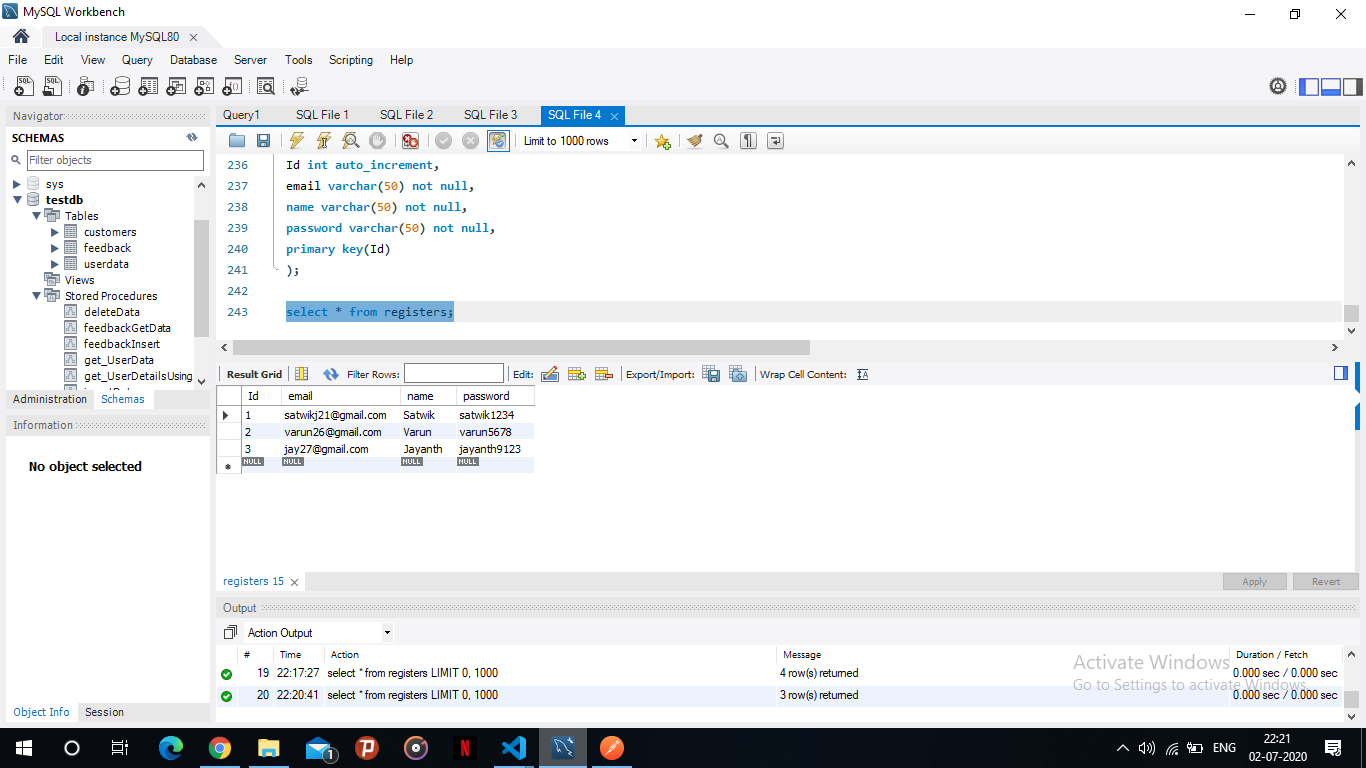 MySQL Workbench
Local instance MySQL80
File Edit View Query Database Server Tools Scripting Help
Navigator
SCHEMAS
Filter objects
sys
testdb
Tables
customers
feedback
userdata
Views
Stored Procedures
deleteData
feedbackGetData
feedbackInsert
get_UserData
get_UserDetailsUsing
Administration Schemas
Information
No object selected
Object Info Session
Query1 SQL File 1 SQL File 2 SQL File 3 SQL File 4
Limit to 1000 rows
236 Id int auto_increment,
237 email varchar(50) not null,
238 name varchar(50) not null,
239 password varchar(50) not null,
240 primary key(Id)
241 );
242
243 select * from registers;
Result Grid Filter Rows: Edit: Export/Import: Wrap Cell Content:
Id email name password
1 satwikj21@gmail.com Satwik satwik1234
2 varun26@gmail.com Varun varun5678
3 jay27@gmail.com Jayanth jayanth9123
NULL NULL NULL NULL
registers 15 Apply Revert
Output
Action Output
# Time Action Message Duration / Fetch
19 22:17:27 select * from registers LIMIT 0, 1000 4 row(s) returned 0.000 sec / 0.000 sec
20 22:20:41 select * from registers LIMIT 0, 1000 3 row(s) returned 0.000 sec / 0.000 sec
Activate Windows
Go to Settings to activate Windows.
1 ENG 22:21
02-07-2020